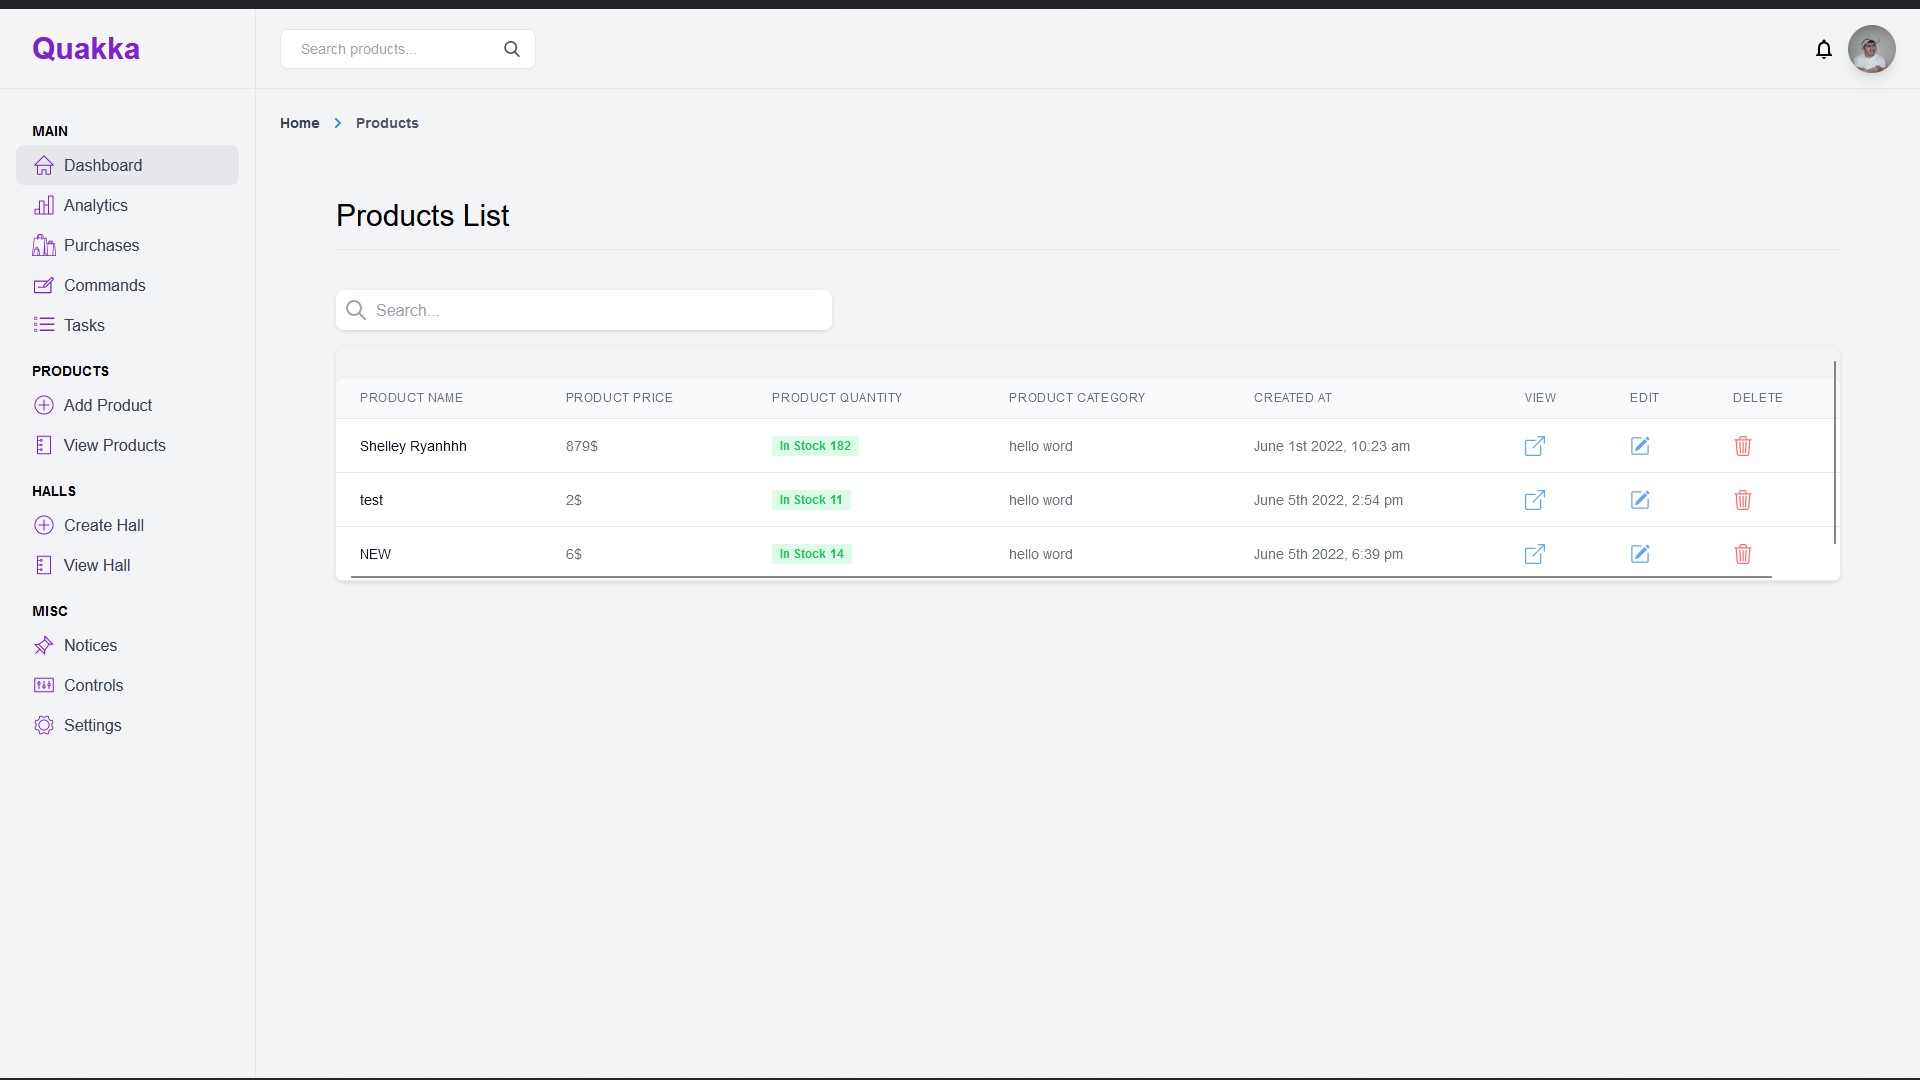 Quakka
Search products...
MAIN
Dashboard
Analytics
Purchases
Commands
Tasks
PRODUCTS
Add Product
View Products
HALLS
Create Hall
View Hall
MISC
Notices
Controls
Settings
Home Products
Products List
Search...
PRODUCT NAME PRODUCT PRICE PRODUCT QUANTITY PRODUCT CATEGORY CREATED AT VIEW EDIT DELETE
Shelley Ryanhhh 879$ In Stock 182 hello word June 1st 2022, 10:23 am
test 2$ In Stock 11 hello word June 5th 2022, 2:54 pm
NEW 6$ In Stock 14 hello word June 5th 2022, 6:39 pm